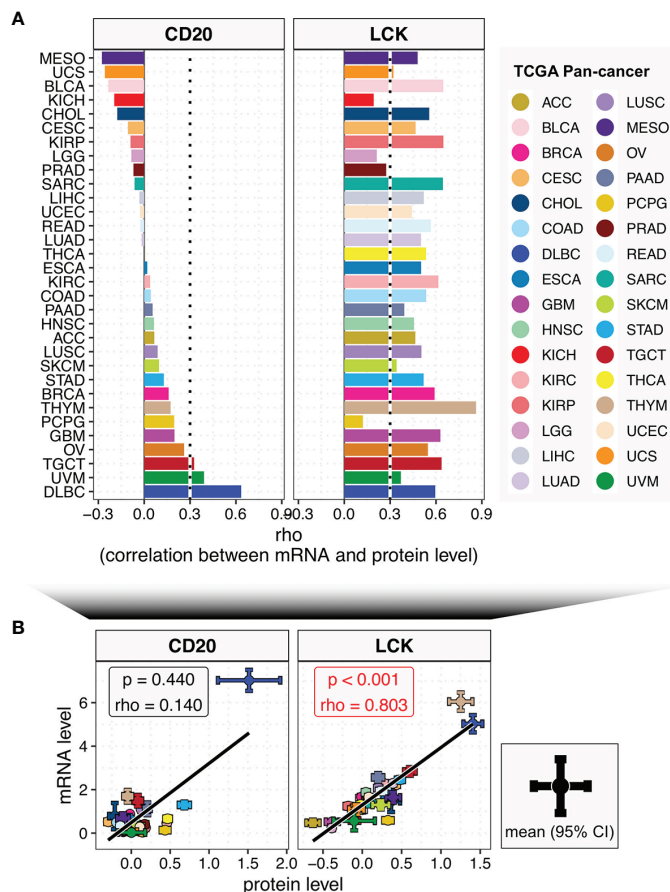 A
CD20
LCK
MESO
UCS
BLCA
KICH
CHOL
CESC
KIRP
LGG
PRAD
SARC
LIHC
UCEC
READ
LUAD
THCA
ESCA
KIRC
COAD
PAAD
HNSC
ACC
LUSC
SKCM
STAD
BRCA
THYM
PCPG
GBM
OV
TGCT
UVM
DLBC
−0.3 0.0 0.3 0.6 0.9
−0.3 0.0 0.3 0.6 0.9
rho
(correlation between mRNA and protein level)
TCGA Pan-cancer
ACC
BLCA
BRCA
CESC
CHOL
COAD
DLBC
ESCA
GBM
HNSC
KICH
KIRC
KIRP
LGG
LIHC
LUAD
LUSC
MESO
OV
PAAD
PCPG
PRAD
READ
SARC
SKCM
STAD
TGCT
THCA
THYM
UCEC
UCS
UVM
B
CD20
LCK
p = 0.440
rho = 0.140
p < 0.001
rho = 0.803
mRNA level
6
4
2
0
0.0 0.5 1.0 1.5 2.0
−0.5 0.0 0.5 1.0 1.5
protein level
mean (95% CI)